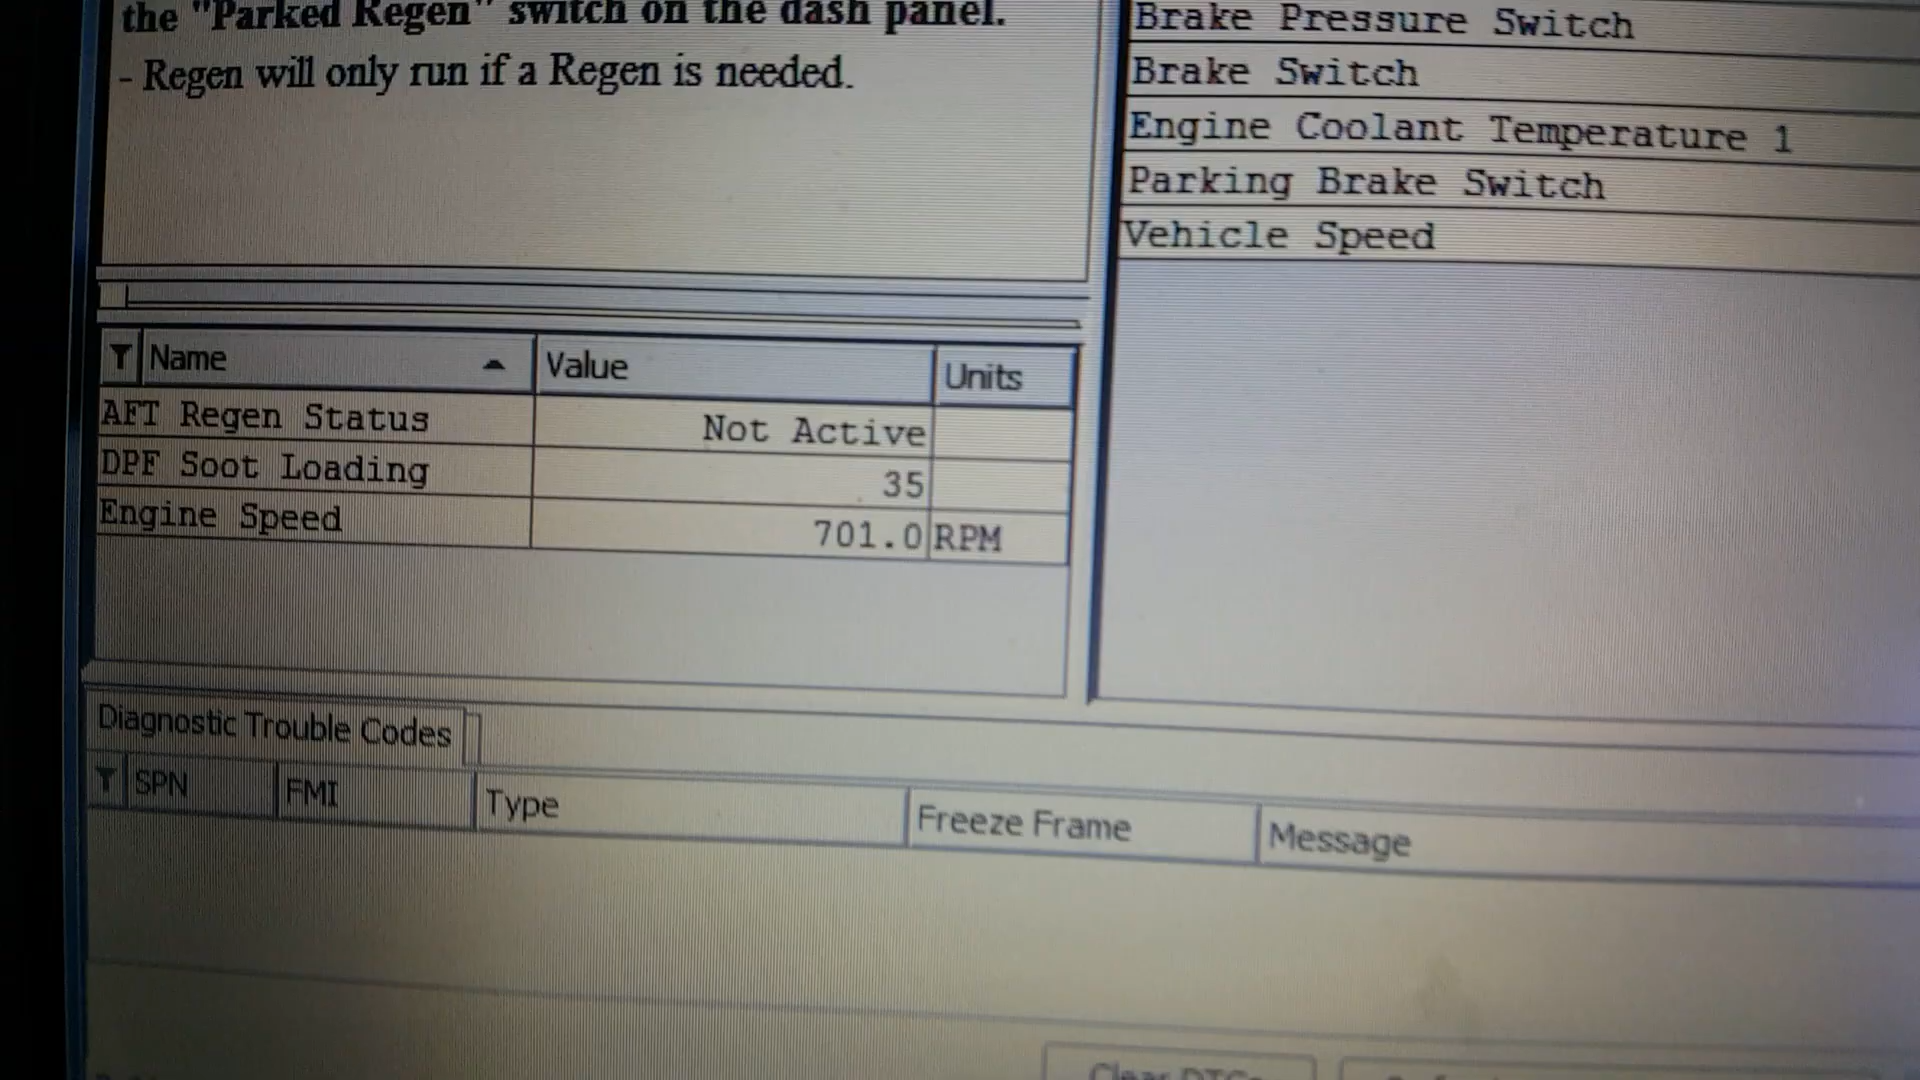 the "Parked Regen" switch on the dash panel.
- Regen will only run if a Regen is needed.
Brake Pressure Switch
Brake Switch
Engine Coolant Temperature 1
Parking Brake Switch
Vehicle Speed
Name Value Units
AFT Regen Status Not Active
DPF Soot Loading 35
Engine Speed 701.0 RPM
Diagnostic Trouble Codes
SPN FMI Type Freeze Frame Message
Clear DTCs